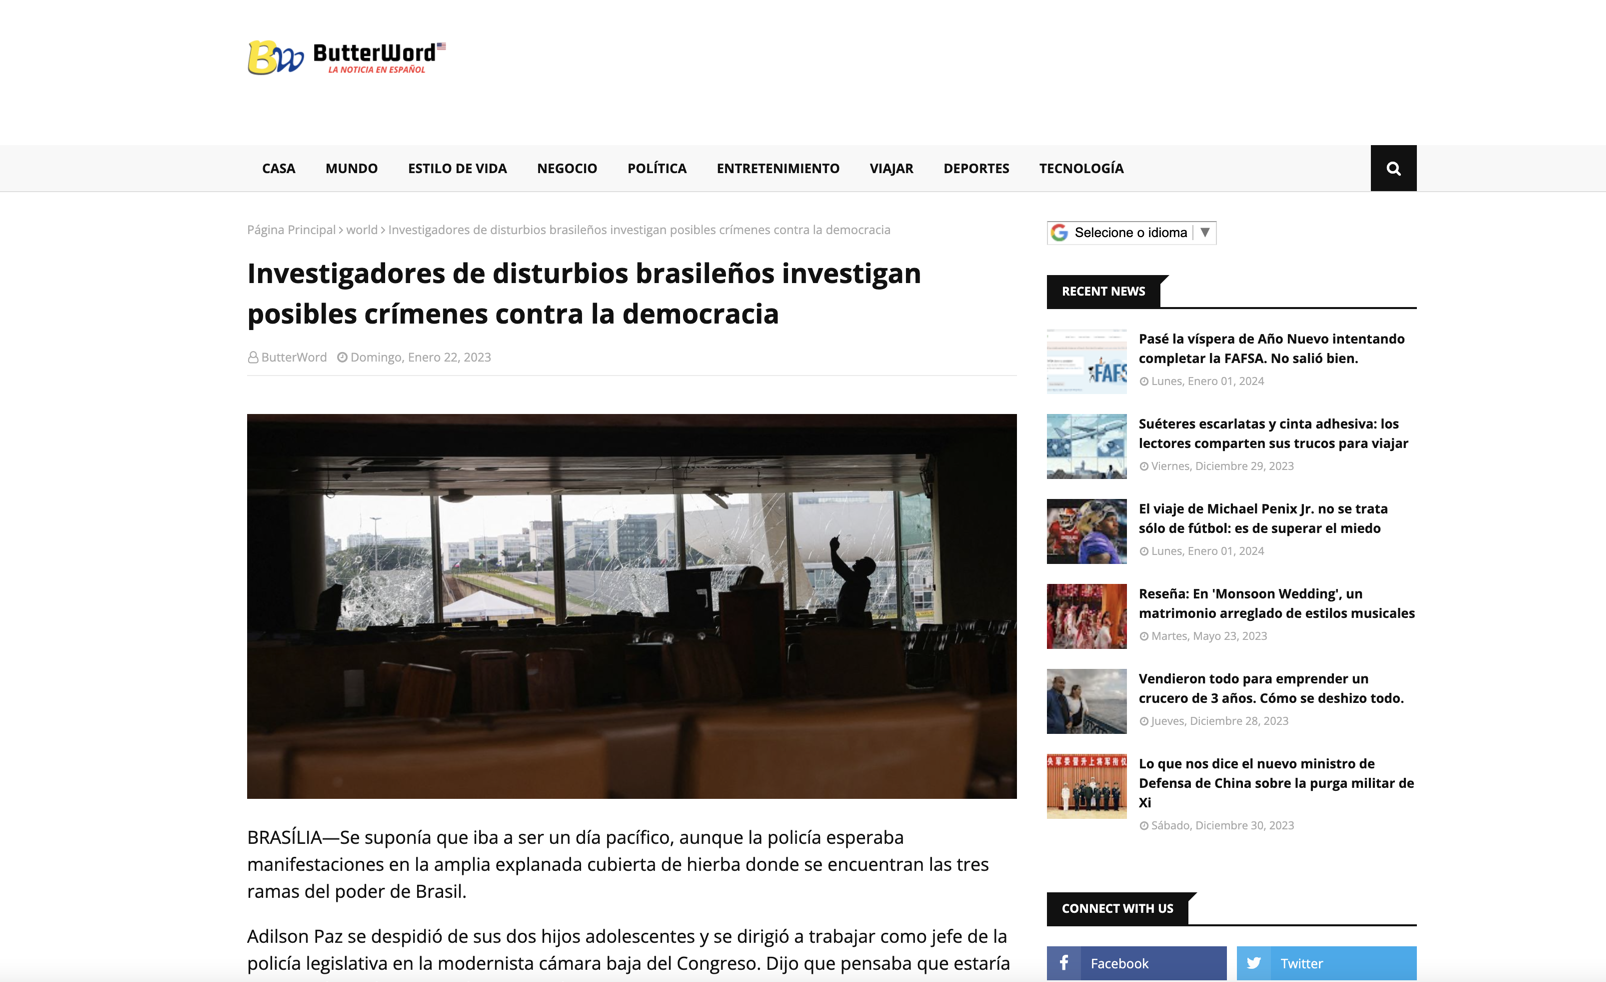 ButterWord
LA NOTICIA EN ESPAÑOL
CASA MUNDO ESTILO DE VIDA NEGOCIO POLÍTICA ENTRETENIMIENTO VIAJAR DEPORTES TECNOLOGÍA
Página Principal › world › Investigadores de disturbios brasileños investigan posibles crímenes contra la democracia
Investigadores de disturbios brasileños investigan
posibles crímenes contra la democracia
ButterWord Domingo, Enero 22, 2023
BRASÍLIA—Se suponía que iba a ser un día pacífico, aunque la policía esperaba
manifestaciones en la amplia explanada cubierta de hierba donde se encuentran las tres
ramas del poder de Brasil.
Adilson Paz se despidió de sus dos hijos adolescentes y se dirigió a trabajar como jefe de la
policía legislativa en la modernista cámara baja del Congreso. Dijo que pensaba que estaría
Selecione o idioma ▼
RECENT NEWS
Pasé la víspera de Año Nuevo intentando
completar la FAFSA. No salió bien.
Lunes, Enero 01, 2024
Suéteres escarlatas y cinta adhesiva: los
lectores comparten sus trucos para viajar
Viernes, Diciembre 29, 2023
El viaje de Michael Penix Jr. no se trata
sólo de fútbol: es de superar el miedo
Lunes, Enero 01, 2024
Reseña: En 'Monsoon Wedding', un
matrimonio arreglado de estilos musicales
Martes, Mayo 23, 2023
Vendieron todo para emprender un
crucero de 3 años. Cómo se deshizo todo.
Jueves, Diciembre 28, 2023
Lo que nos dice el nuevo ministro de
Defensa de China sobre la purga militar de
Xi
Sábado, Diciembre 30, 2023
CONNECT WITH US
Facebook
Twitter